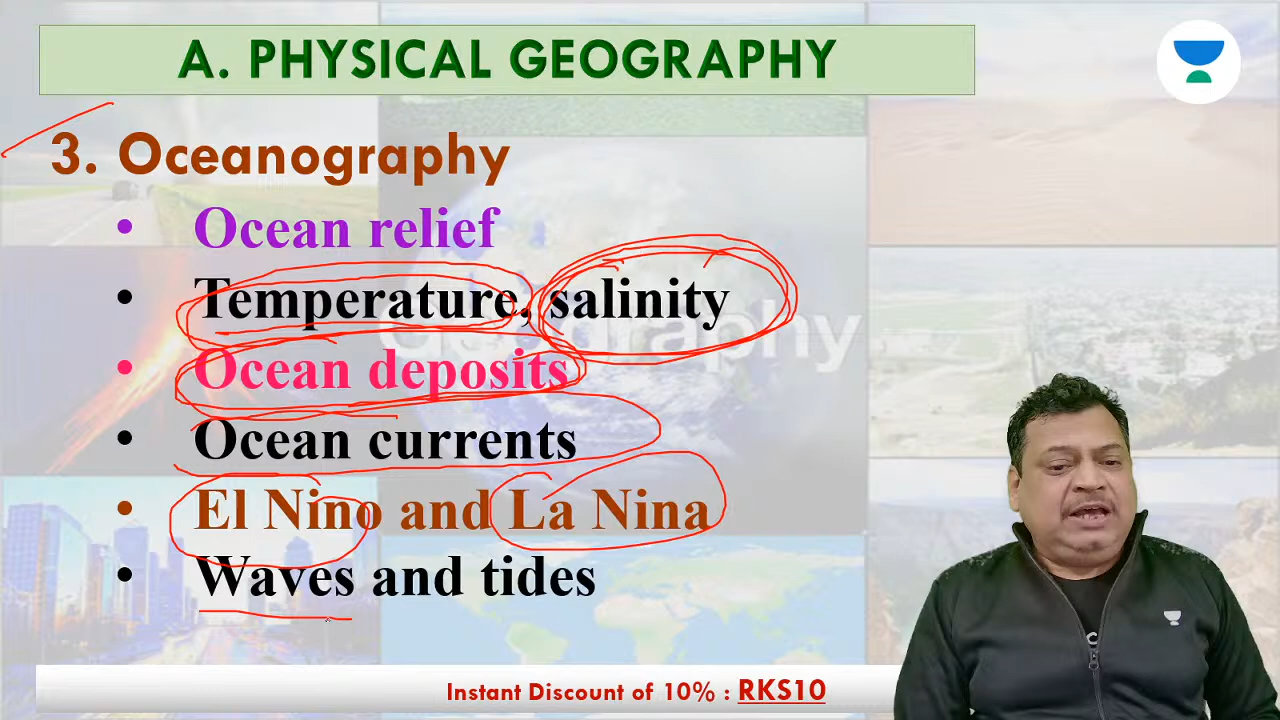 A. PHYSICAL GEOGRAPHY
3. Oceanography
• Ocean relief
• Temperature, salinity
• Ocean deposits
• Ocean currents
• El Nino and La Nina
• Waves and tides
Geography
Instant Discount of 10% : RKS10